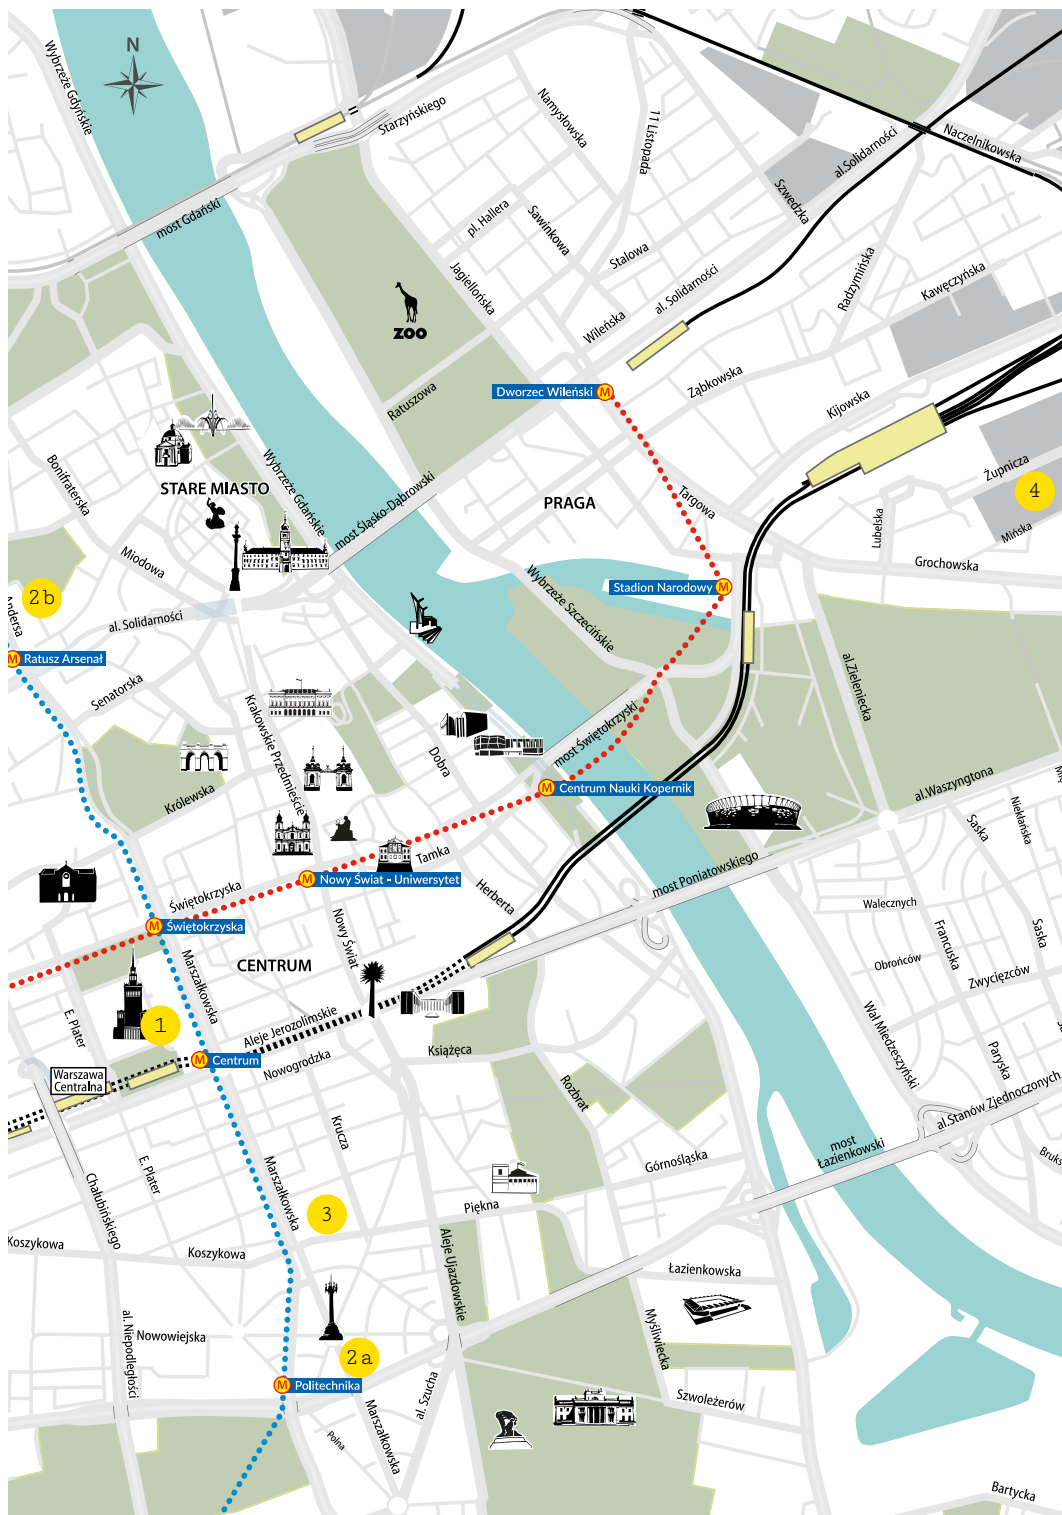 N
Wybrzeże Gdyńskie
most Gdański
Starzyńskiego
Namysłowska
11 Listopada
al.Solidarności
Naczelnikowska
Szwedzka
pl. Hallera
Sawinkowa
Stalowa
Jagiellońska
al. Solidarności
Radzymińska
Kawęczyńska
Wileńska
ZOO
Ratuszowa
Dworzec Wileński
M
Ząbkowska
Kijowska
Bonifraterska
Wybrzeże Gdańskie
STARE MIASTO
most Śląsko-Dąbrowski
PRAGA
Targowa
Żupnicza
4
Lubelska
Mińska
Grochowska
Miodowa
2b
Andersa
al. Solidarności
Wybrzeże Szczecińskie
Stadion Narodowy
M
M
Ratusz Arsenał
Senatorska
Krakowskie Przedmieście
al.Zieleniecka
most Świętokrzyski
Dobra
Królewska
M
Centrum Nauki Kopernik
al.Waszyngtona
Saska
Nieklańska
Tamka
most Poniatowskiego
M
Nowy Świat - Uniwersytet
Świętokrzyska
Herberta
Walecznych
Nowy Świat
Francuska
Saska
M
Świętokrzyska
CENTRUM
Marszałkowska
Obrońców
Zwycięzców
E. Plater
1
Aleje Jerozolimskie
Wał Miedzeszyński
Książęca
Nowogrodzka
M
Centrum
Warszawa
Centralna
Rozbrat
Paryska
al.Stanów Zjednoczonych
Krucza
most
Łazienkowski
E. Plater
Chałubińskiego
Marszałkowska
Górnośląska
Piękna
3
Koszykowa
Koszykowa
Aleje Ujazdowskie
Łazienkowska
al. Niepodległości
Nowowiejska
Myśliwiecka
2a
M
Politechnika
al. Szucha
Szwoleżerów
Marszałkowska
Polna
Bartycka